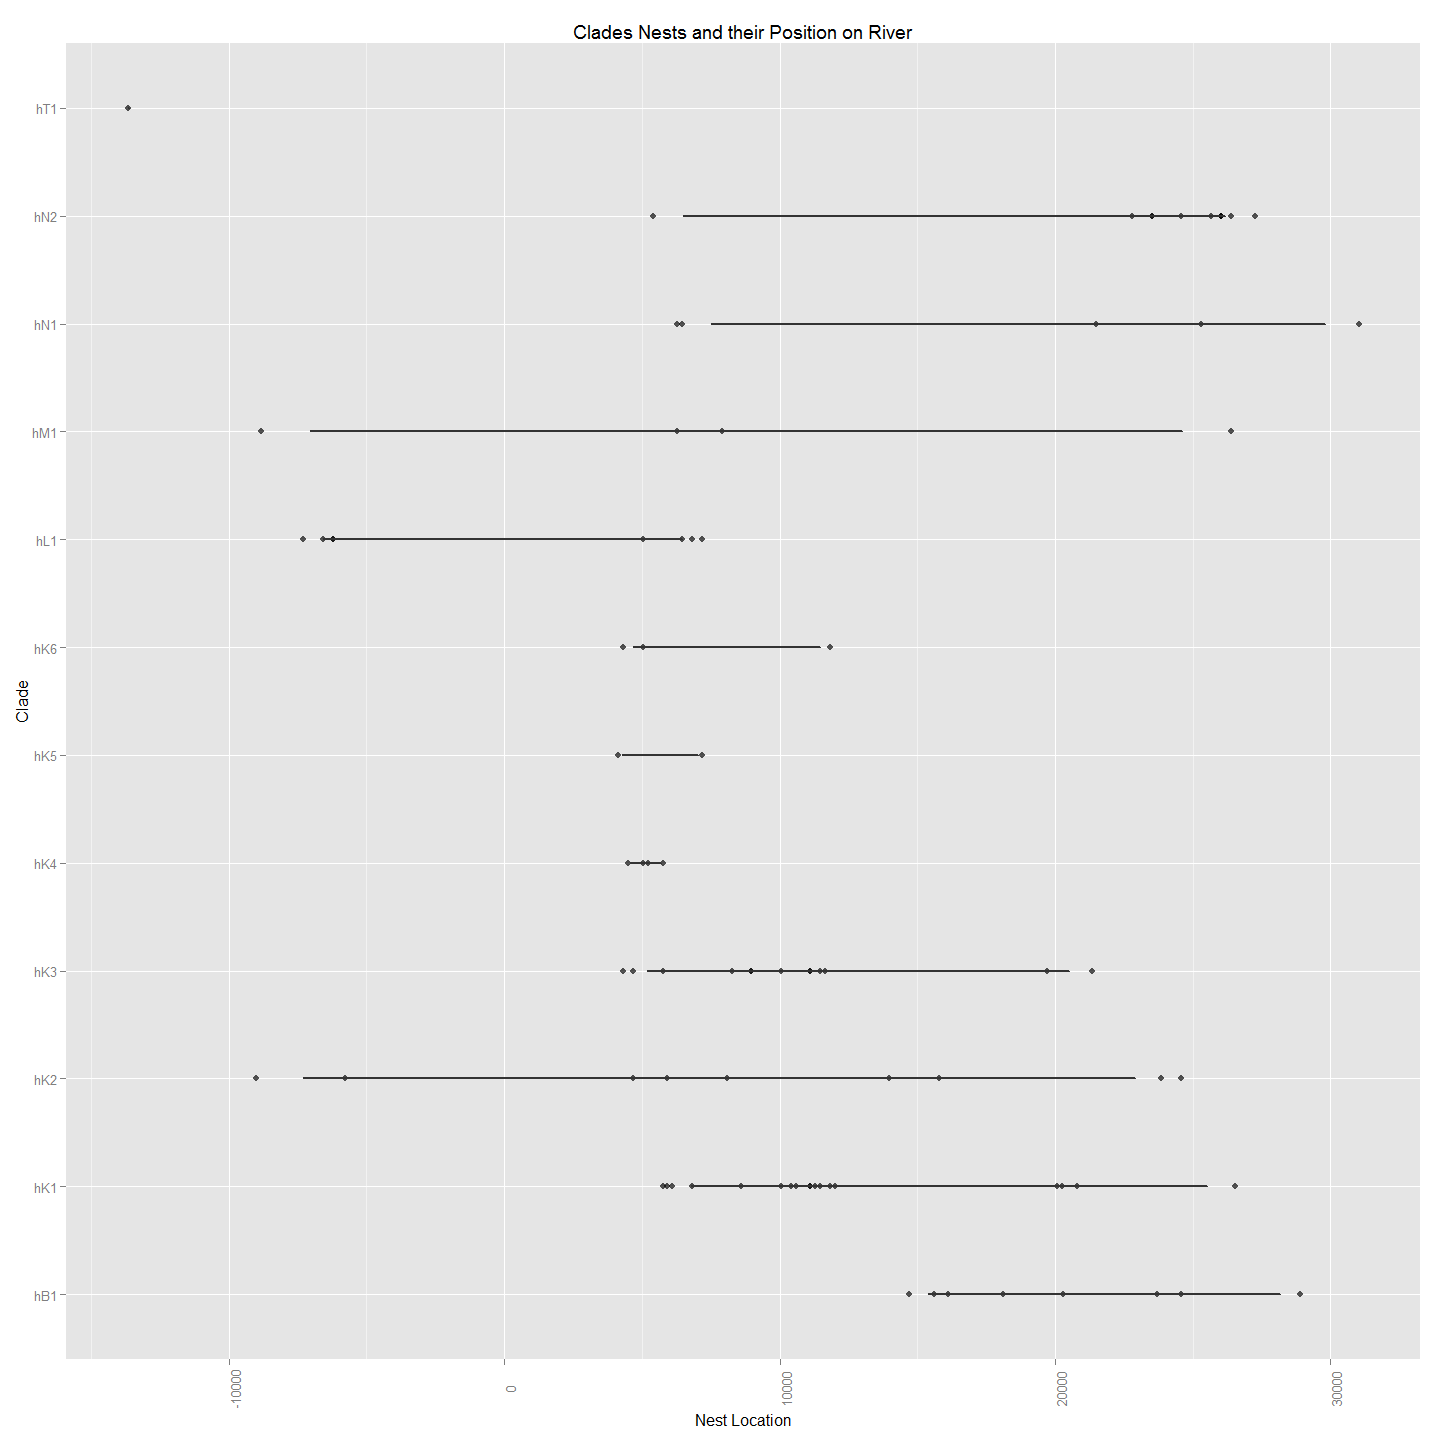 Clades Nests and their Position on River
hT1
hN2
hN1
hM1
hL1
hK6
hK5
hK4
hK3
hK2
hK1
hB1
Clade
-10000
0
10000
20000
30000
Nest Location